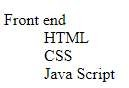 Front end
HTML
CSS
Java Script